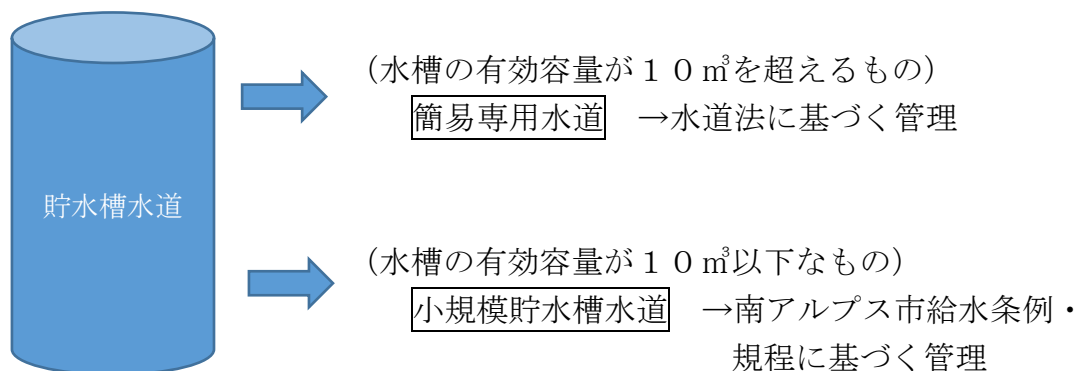 貯水槽水道
（水槽の有効容量が１０㎥を超えるもの）
簡易専用水道　→水道法に基づく管理
（水槽の有効容量が１０㎥以下なもの）
小規模貯水槽水道　→南アルプス市給水条例・
規程に基づく管理